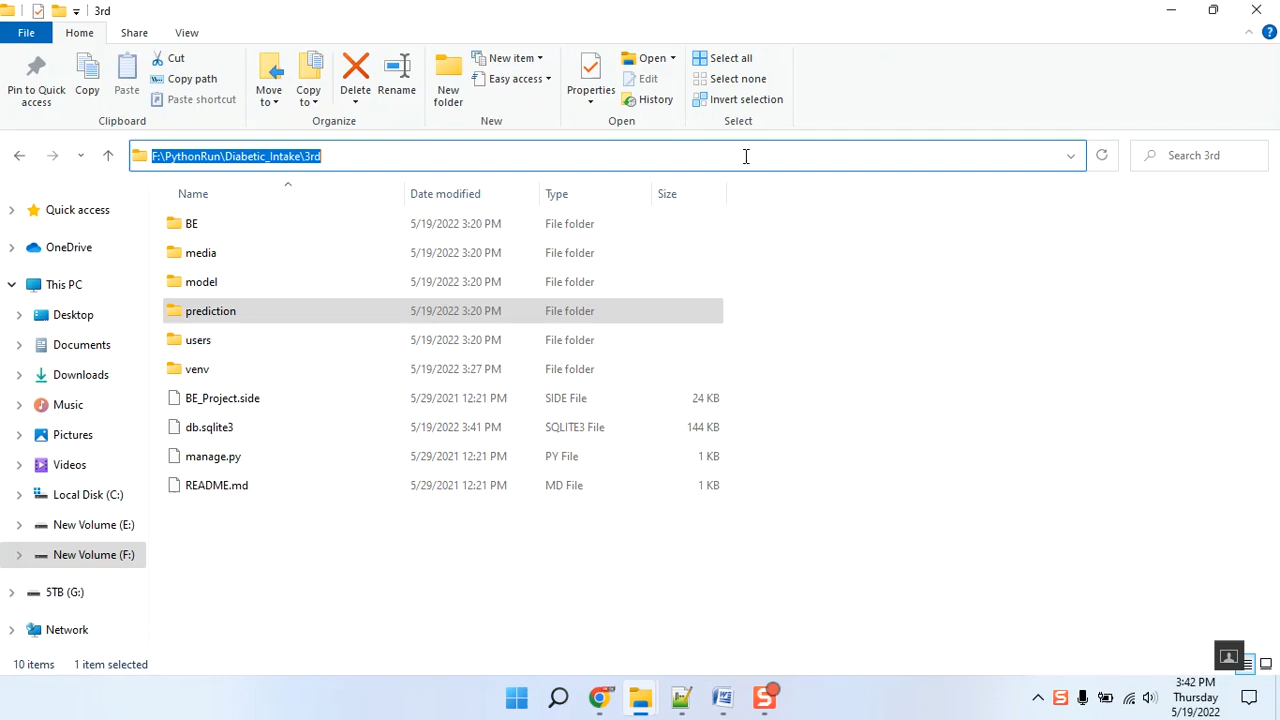 3rd
File Home Share View
Pin to Quick access
Copy
Paste
Cut
Copy path
Paste shortcut
Clipboard
Move to
Copy to
Delete
Rename
Organize
New folder
New item
Easy access
New
Properties
Open
Edit
History
Open
Select all
Select none
Invert selection
Select
F:\PythonRun\Diabetic_Intake\3rd
Search 3rd
Quick access
OneDrive
This PC
Desktop
Documents
Downloads
Music
Pictures
Videos
Local Disk (C:)
New Volume (E:)
New Volume (F:)
5TB (G:)
Network
Name Date modified Type Size
BE 5/19/2022 3:20 PM File folder
media 5/19/2022 3:20 PM File folder
model 5/19/2022 3:20 PM File folder
prediction 5/19/2022 3:20 PM File folder
users 5/19/2022 3:20 PM File folder
venv 5/19/2022 3:27 PM File folder
BE_Project.side 5/29/2021 12:21 PM SIDE File 24 KB
db.sqlite3 5/19/2022 3:41 PM SQLITE3 File 144 KB
manage.py 5/29/2021 12:21 PM PY File 1 KB
README.md 5/29/2021 12:21 PM MD File 1 KB
10 items 1 item selected
3:42 PM
Thursday
5/19/2022